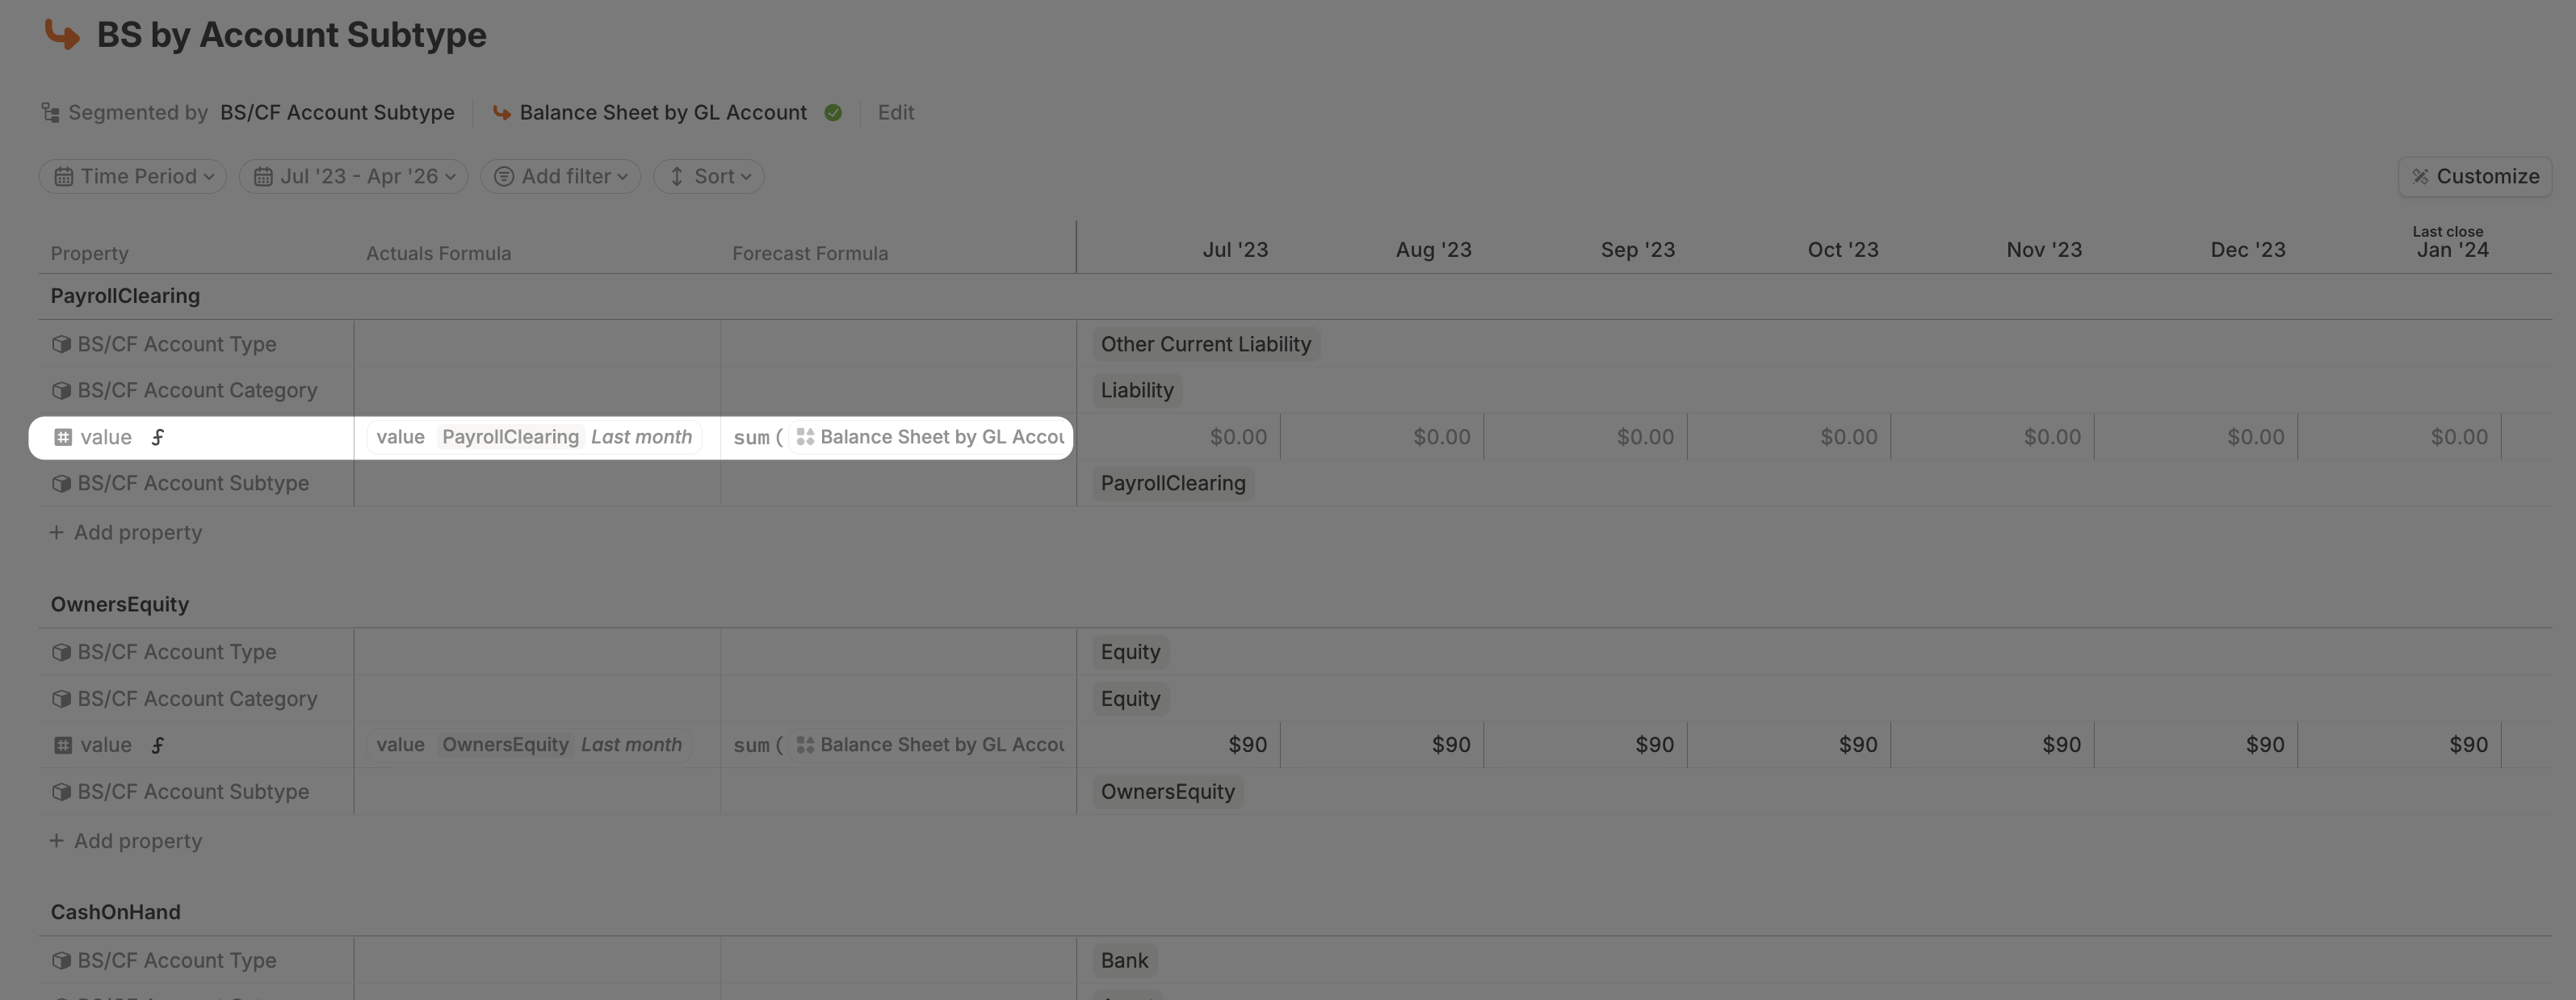 BS by Account Subtype
Segmented by BS/CF Account Subtype Balance Sheet by GL Account Edit
Time Period Jul '23 - Apr '26 Add filter Sort Customize
Last close
Property Actuals Formula Forecast Formula Jul '23 Aug '23 Sep '23 Oct '23 Nov '23 Dec '23 Jan '24
PayrollClearing
BS/CF Account Type Other Current Liability
BS/CF Account Category Liability
value value PayrollClearing Last month sum ( Balance Sheet by GL Accou $0.00 $0.00 $0.00 $0.00 $0.00 $0.00 $0.00
BS/CF Account Subtype PayrollClearing
+ Add property
OwnersEquity
BS/CF Account Type Equity
BS/CF Account Category Equity
value value OwnersEquity Last month sum ( Balance Sheet by GL Accou $90 $90 $90 $90 $90 $90 $90
BS/CF Account Subtype OwnersEquity
+ Add property
CashOnHand
BS/CF Account Type Bank